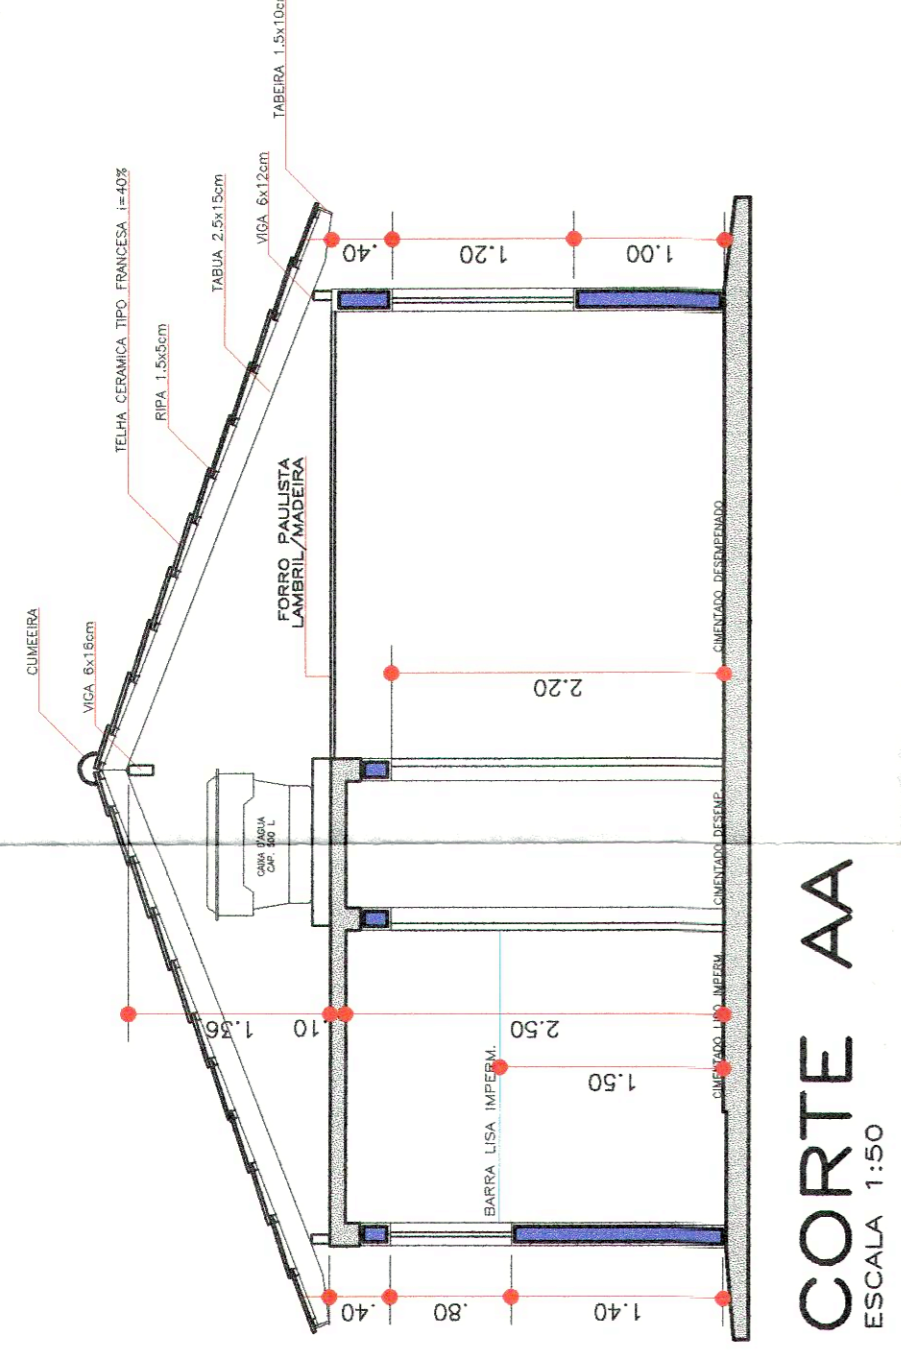 CUMEEIRA
VIGA 6x16cm
TELHA CERAMICA TIPO FRANCESA i=40%
RIPA 1.5x5cm
TABUA 2.5x15cm
VIGA 6x12cm
TABEIRA 1.5x10c
FORRO PAULISTA
LAMBRIL/MADEIRA
CAIXA D'AGUA
CAP. 500 L
1.36
.10
2.50
1.50
2.20
.40
.80
1.40
.40
1.20
1.00
BARRA LISA IMPERM.
CIMENTADO LISO IMPERM.
CIMENTADO DESEMP.
CIMENTADO DESEMPENADO
CORTE AA
ESCALA 1:50